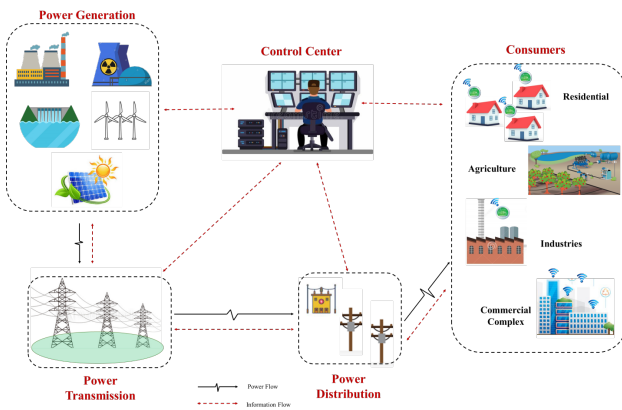 Power Generation
Control Center
Consumers
Residential
Agriculture
Industries
Commercial
Complex
Power
Transmission
Power
Distribution
Power Flow
Information Flow